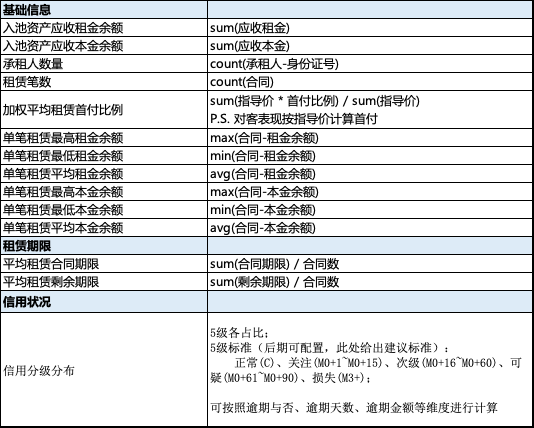 基础信息
入池资产应收租金余额 sum(应收租金)
入池资产应收本金余额 sum(应收本金)
承租人数量 count(承租人-身份证号)
租赁笔数 count(合同)
加权平均租赁首付比例 sum(指导价 * 首付比例) / sum(指导价)
P.S. 对客表现按指导价计算首付
单笔租赁最高租金余额 max(合同-租金余额)
单笔租赁最低租金余额 min(合同-租金余额)
单笔租赁平均租金余额 avg(合同-租金余额)
单笔租赁最高本金余额 max(合同-本金余额)
单笔租赁最低本金余额 min(合同-本金余额)
单笔租赁平均本金余额 avg(合同-本金余额)
租赁期限
平均租赁合同期限 sum(合同期限) / 合同数
平均租赁剩余期限 sum(剩余期限) / 合同数
信用状况
信用分级分布
5级各占比；
5级标准（后期可配置，此处给出建议标准）：
正常(C)、关注(M0+1~M0+15)、次级(M0+16~M0+60)、可
疑(M0+61~M0+90)、损失(M3+)；
可按照逾期与否、逾期天数、逾期金额等维度进行计算